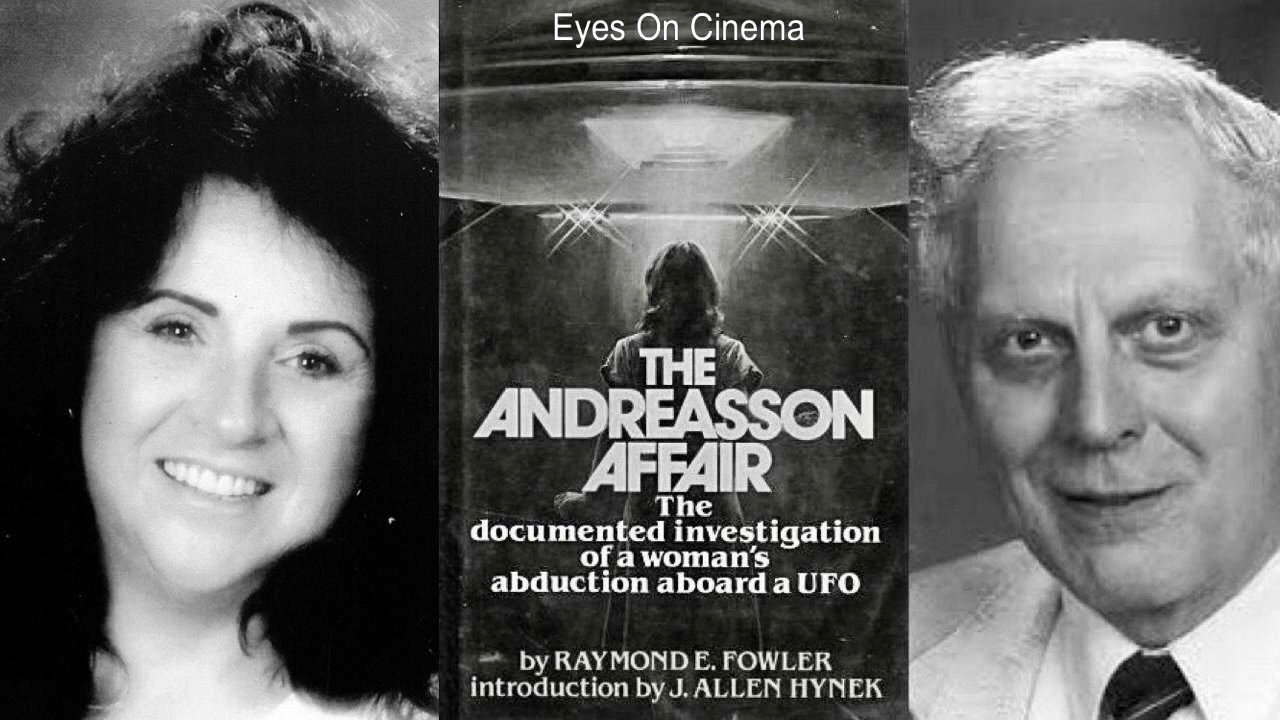 Eyes On Cinema
THE
ANDREASSON
AFFAIR
The
documented investigation
of a woman's
abduction aboard a UFO
by RAYMOND E. FOWLER
introduction by J. ALLEN HYNEK